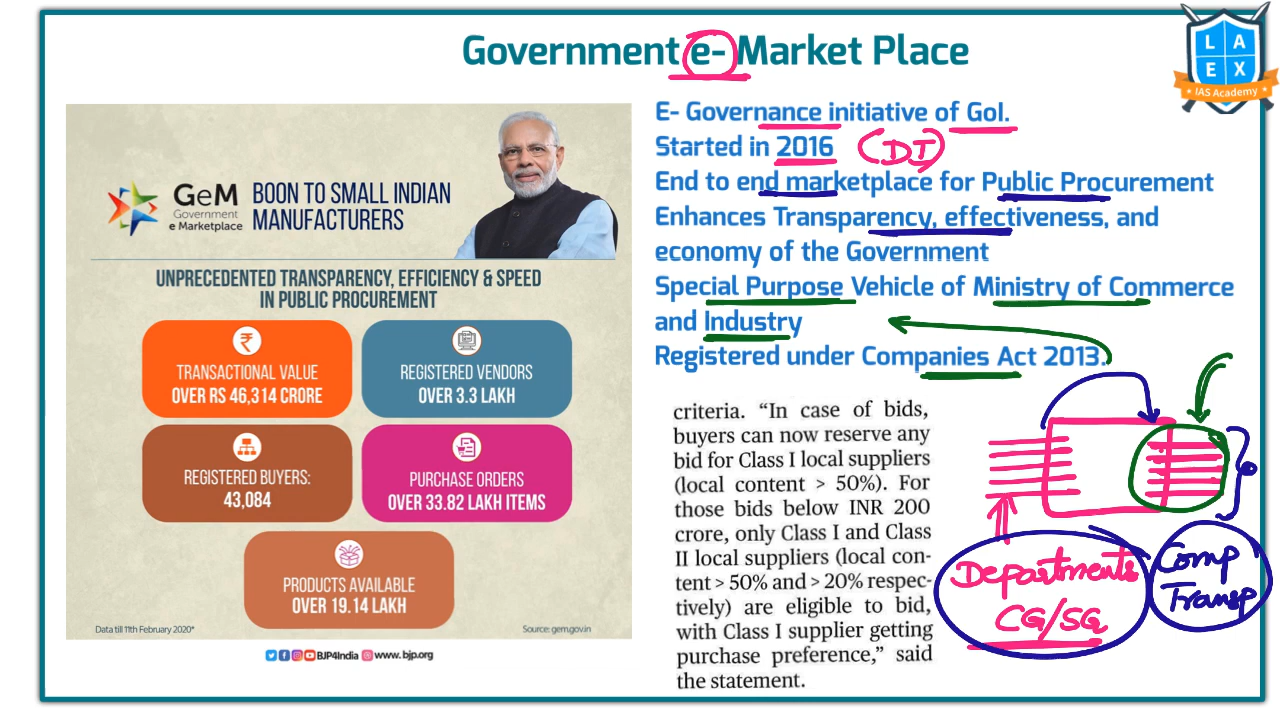 Government e- Market Place
L A
E X
IAS Academy
GeM
Government
e Marketplace
BOON TO SMALL INDIAN
MANUFACTURERS
UNPRECEDENTED TRANSPARENCY, EFFICIENCY & SPEED
IN PUBLIC PROCUREMENT
₹
TRANSACTIONAL VALUE
OVER RS 46,314 CRORE
REGISTERED VENDORS
OVER 3.3 LAKH
REGISTERED BUYERS:
43,084
PURCHASE ORDERS
OVER 33.82 LAKH ITEMS
PRODUCTS AVAILABLE
OVER 19.14 LAKH
Data till 11th February 2020*
Source: gem.gov.in
BJP4India www.bjp.org
E- Governance initiative of GoI.
Started in 2016 (DI)
End to end marketplace for Public Procurement
Enhances Transparency, effectiveness, and
economy of the Government
Special Purpose Vehicle of Ministry of Commerce
and Industry
Registered under Companies Act 2013.
criteria. “In case of bids,
buyers can now reserve any
bid for Class I local suppliers
(local content > 50%). For
those bids below INR 200
crore, only Class I and Class
II local suppliers (local con-
tent > 50% and > 20% respec-
tively) are eligible to bid,
with Class I supplier getting
purchase preference,” said
the statement.
Departments
CG/SG
Comp
Transp